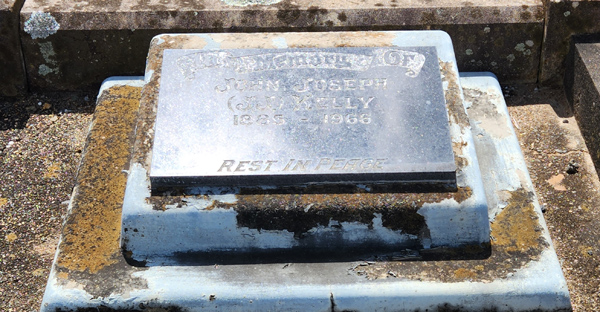 In Memory Of
JOHN JOSEPH
KELLY
- 1966
REST IN PEACE